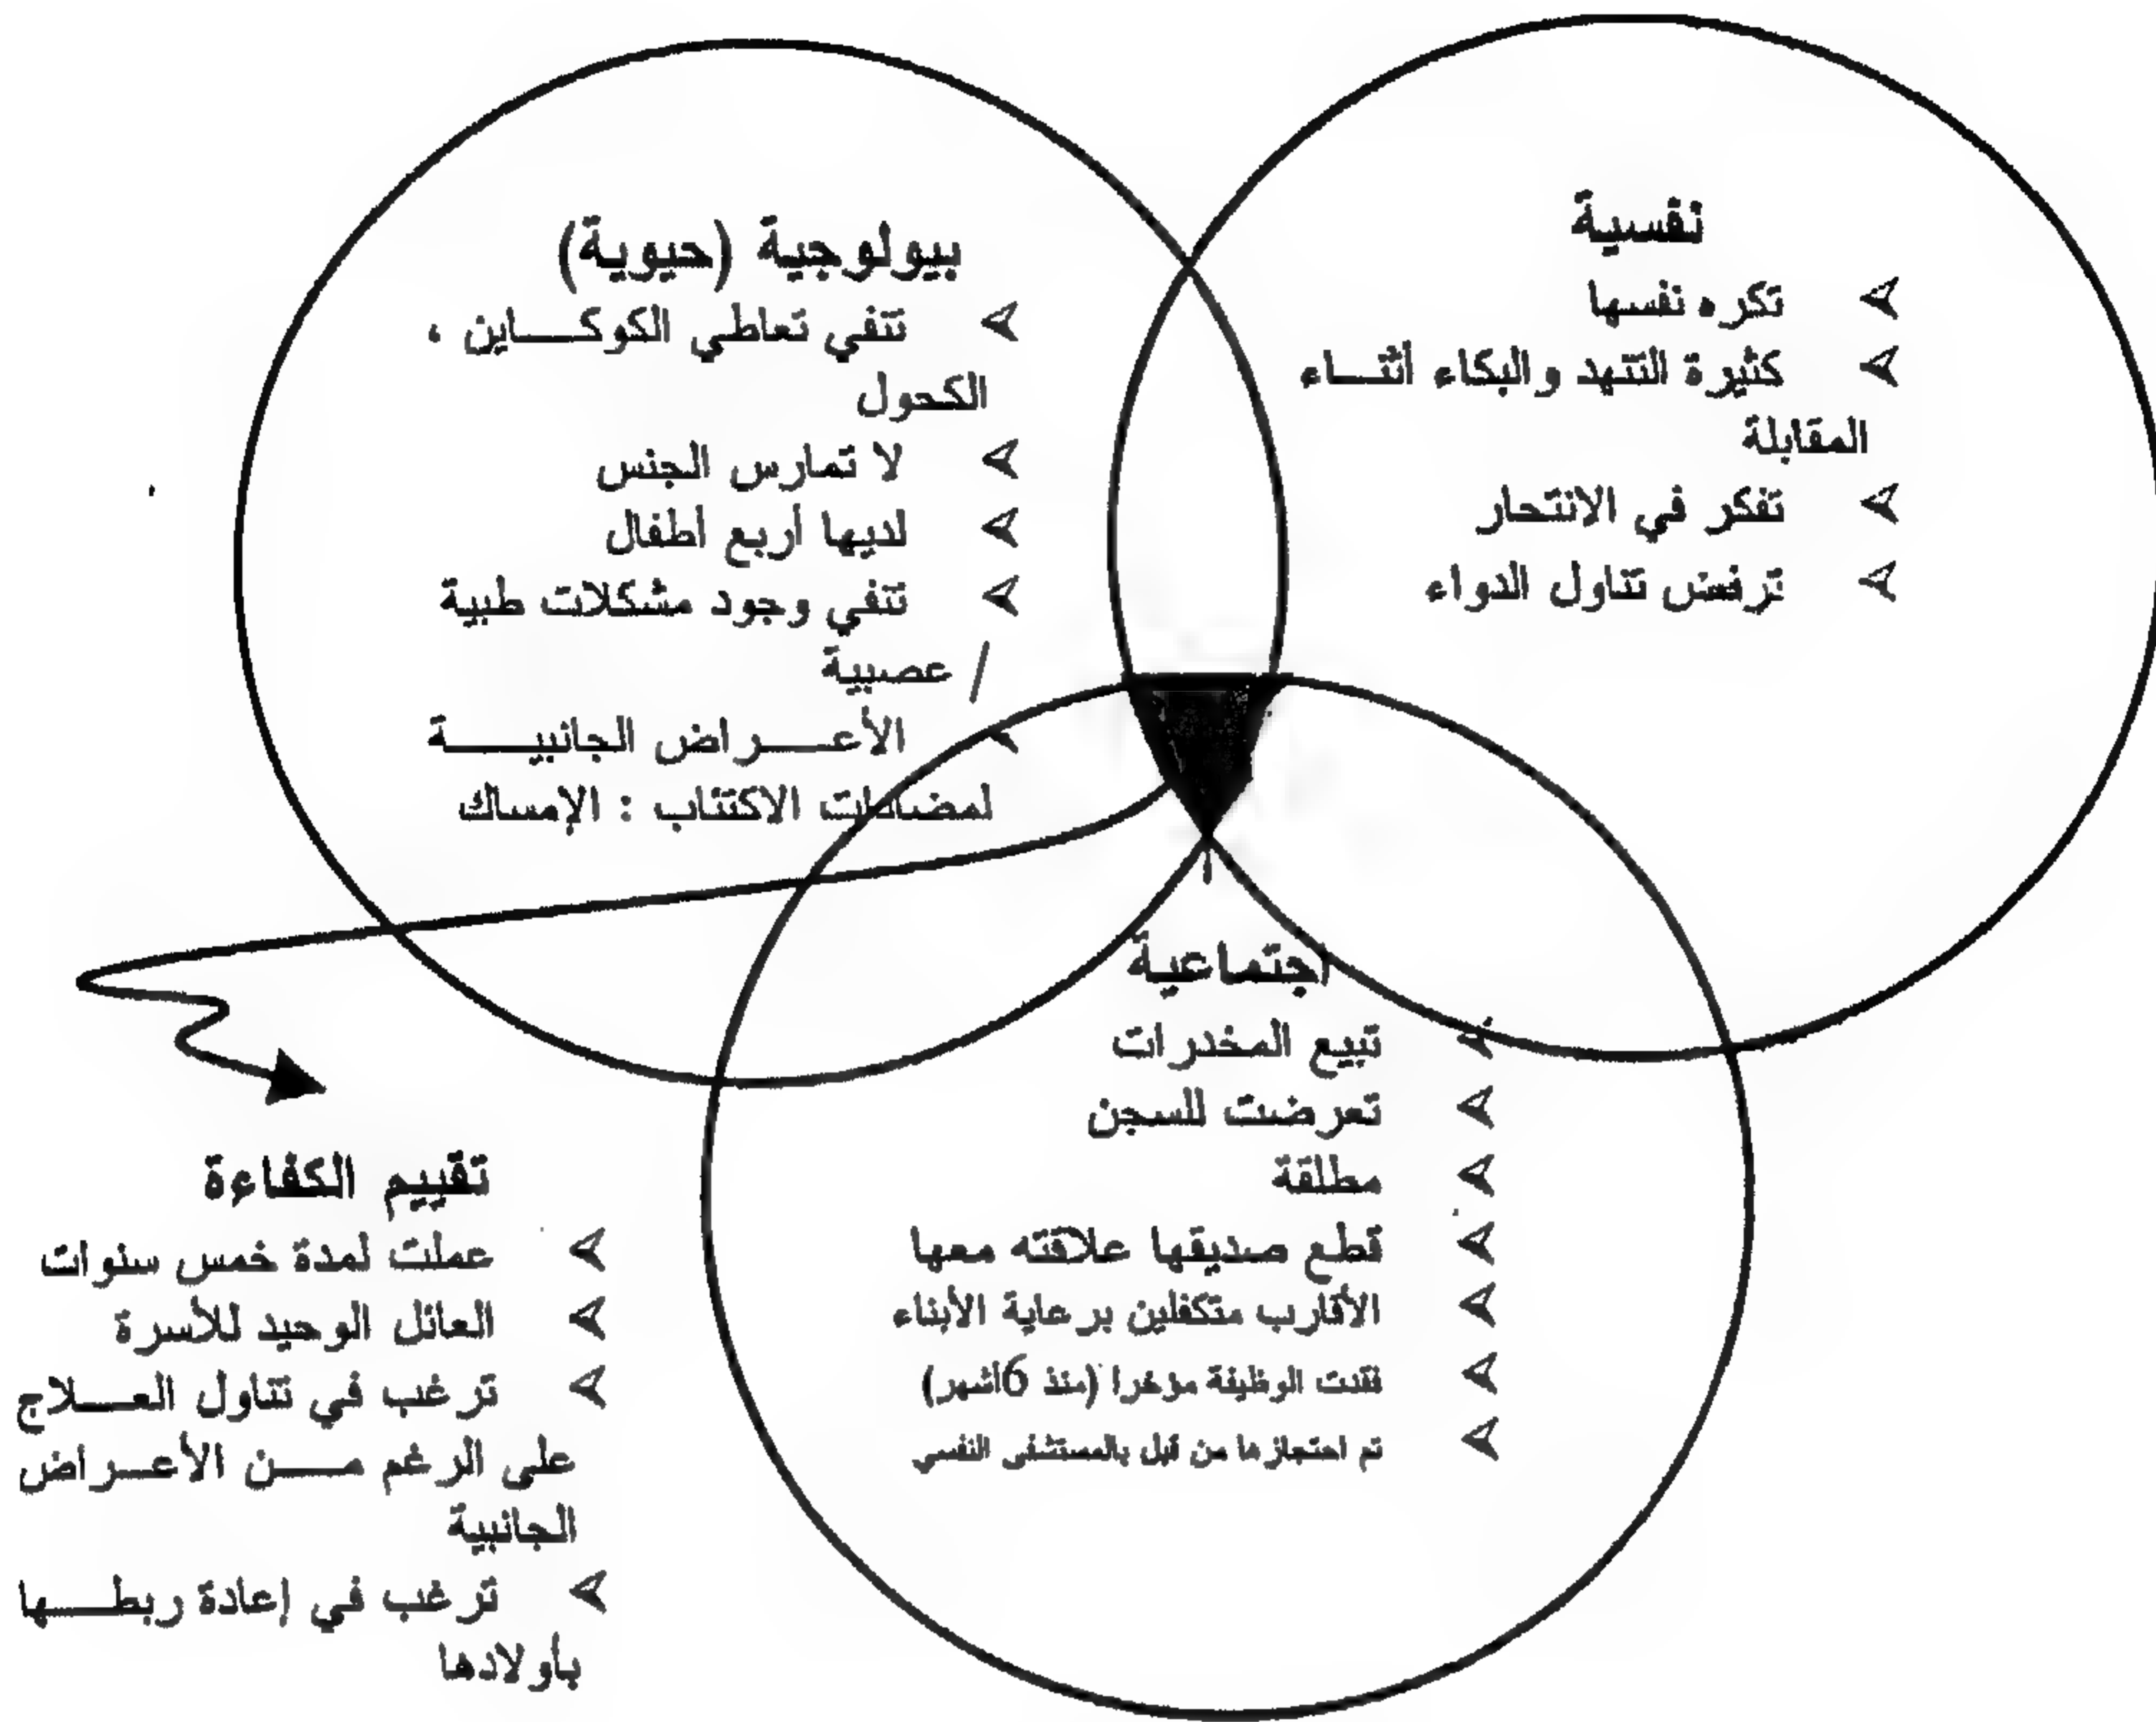 نفسية
تكره نفسها
كثيرة التنهد والبكاء أثناء
المقابلة
تفكر في الانتحار
ترفض تناول الدواء
بيولوجية (حيوية)
تنفي تعاطي الكوكاين ،
الكحول
لا تمارس الجنس
لديها أربع أطفال
تنفي وجود مشكلات طبية
/ عصبية
الأعراض الجانبية
لمضادات الاكتئاب : الإمساك
اجتماعية
تبيع المخدرات
تعرضت للسجن
مطلقة
قطع صديقها علاقته معها
الأقارب متكفلين برعاية الأبناء
فقدت الوظيفة مؤخرا (منذ 6أشهر)
تم احتجازها من قبل بالمستشفى النفسي
تقييم الكفاءة
عملت لمدة خمس سنوات
العائل الوحيد للأسرة
ترغب في تناول العلاج
على الرغم من الأعراض
الجانبية
ترغب في إعادة ربطها
بأولادها